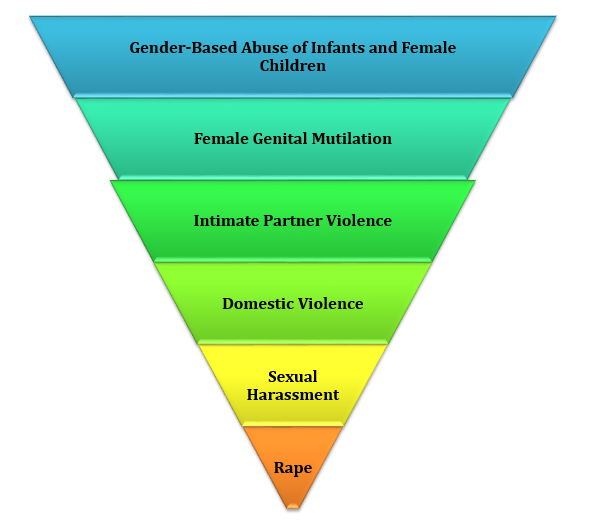 Gender-Based Abuse of Infants and Female
Children
Female Genital Mutilation
Intimate Partner Violence
Domestic Violence
Sexual
Harassment
Rape